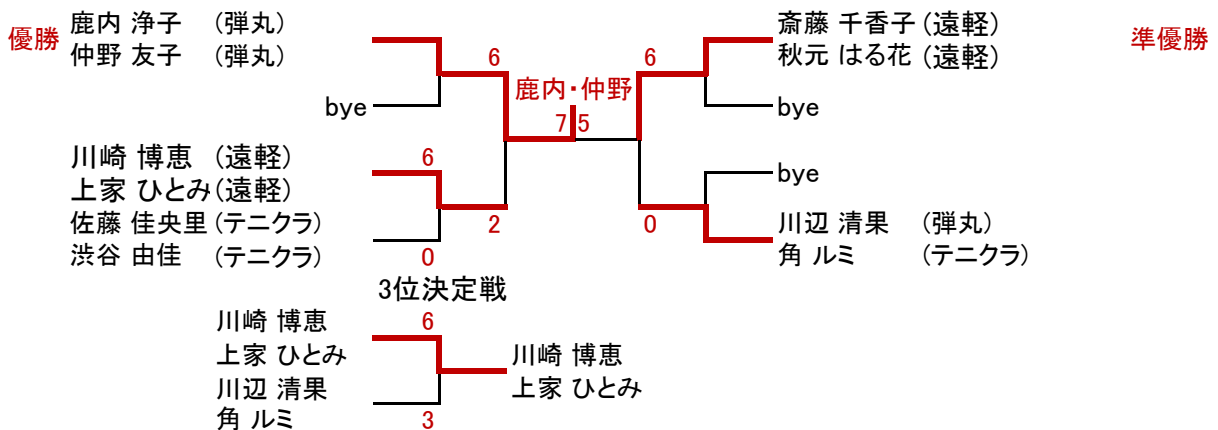 優勝
鹿内 浄子 (弾丸)
仲野 友子 (弾丸)
bye
6
川崎 博恵 (遠軽)
上家 ひとみ(遠軽)
6
佐藤 佳央里(テニクラ)
渋谷 由佳 (テニクラ)
0
2
鹿内・仲野
7 5
斎藤 千香子(遠軽)
秋元 はる花(遠軽)
準優勝
6
bye
bye
川辺 清果 (弾丸)
角 ルミ (テニクラ)
0
3位決定戦
川崎 博恵
上家 ひとみ
6
川辺 清果
角 ルミ
3
川崎 博恵
上家 ひとみ